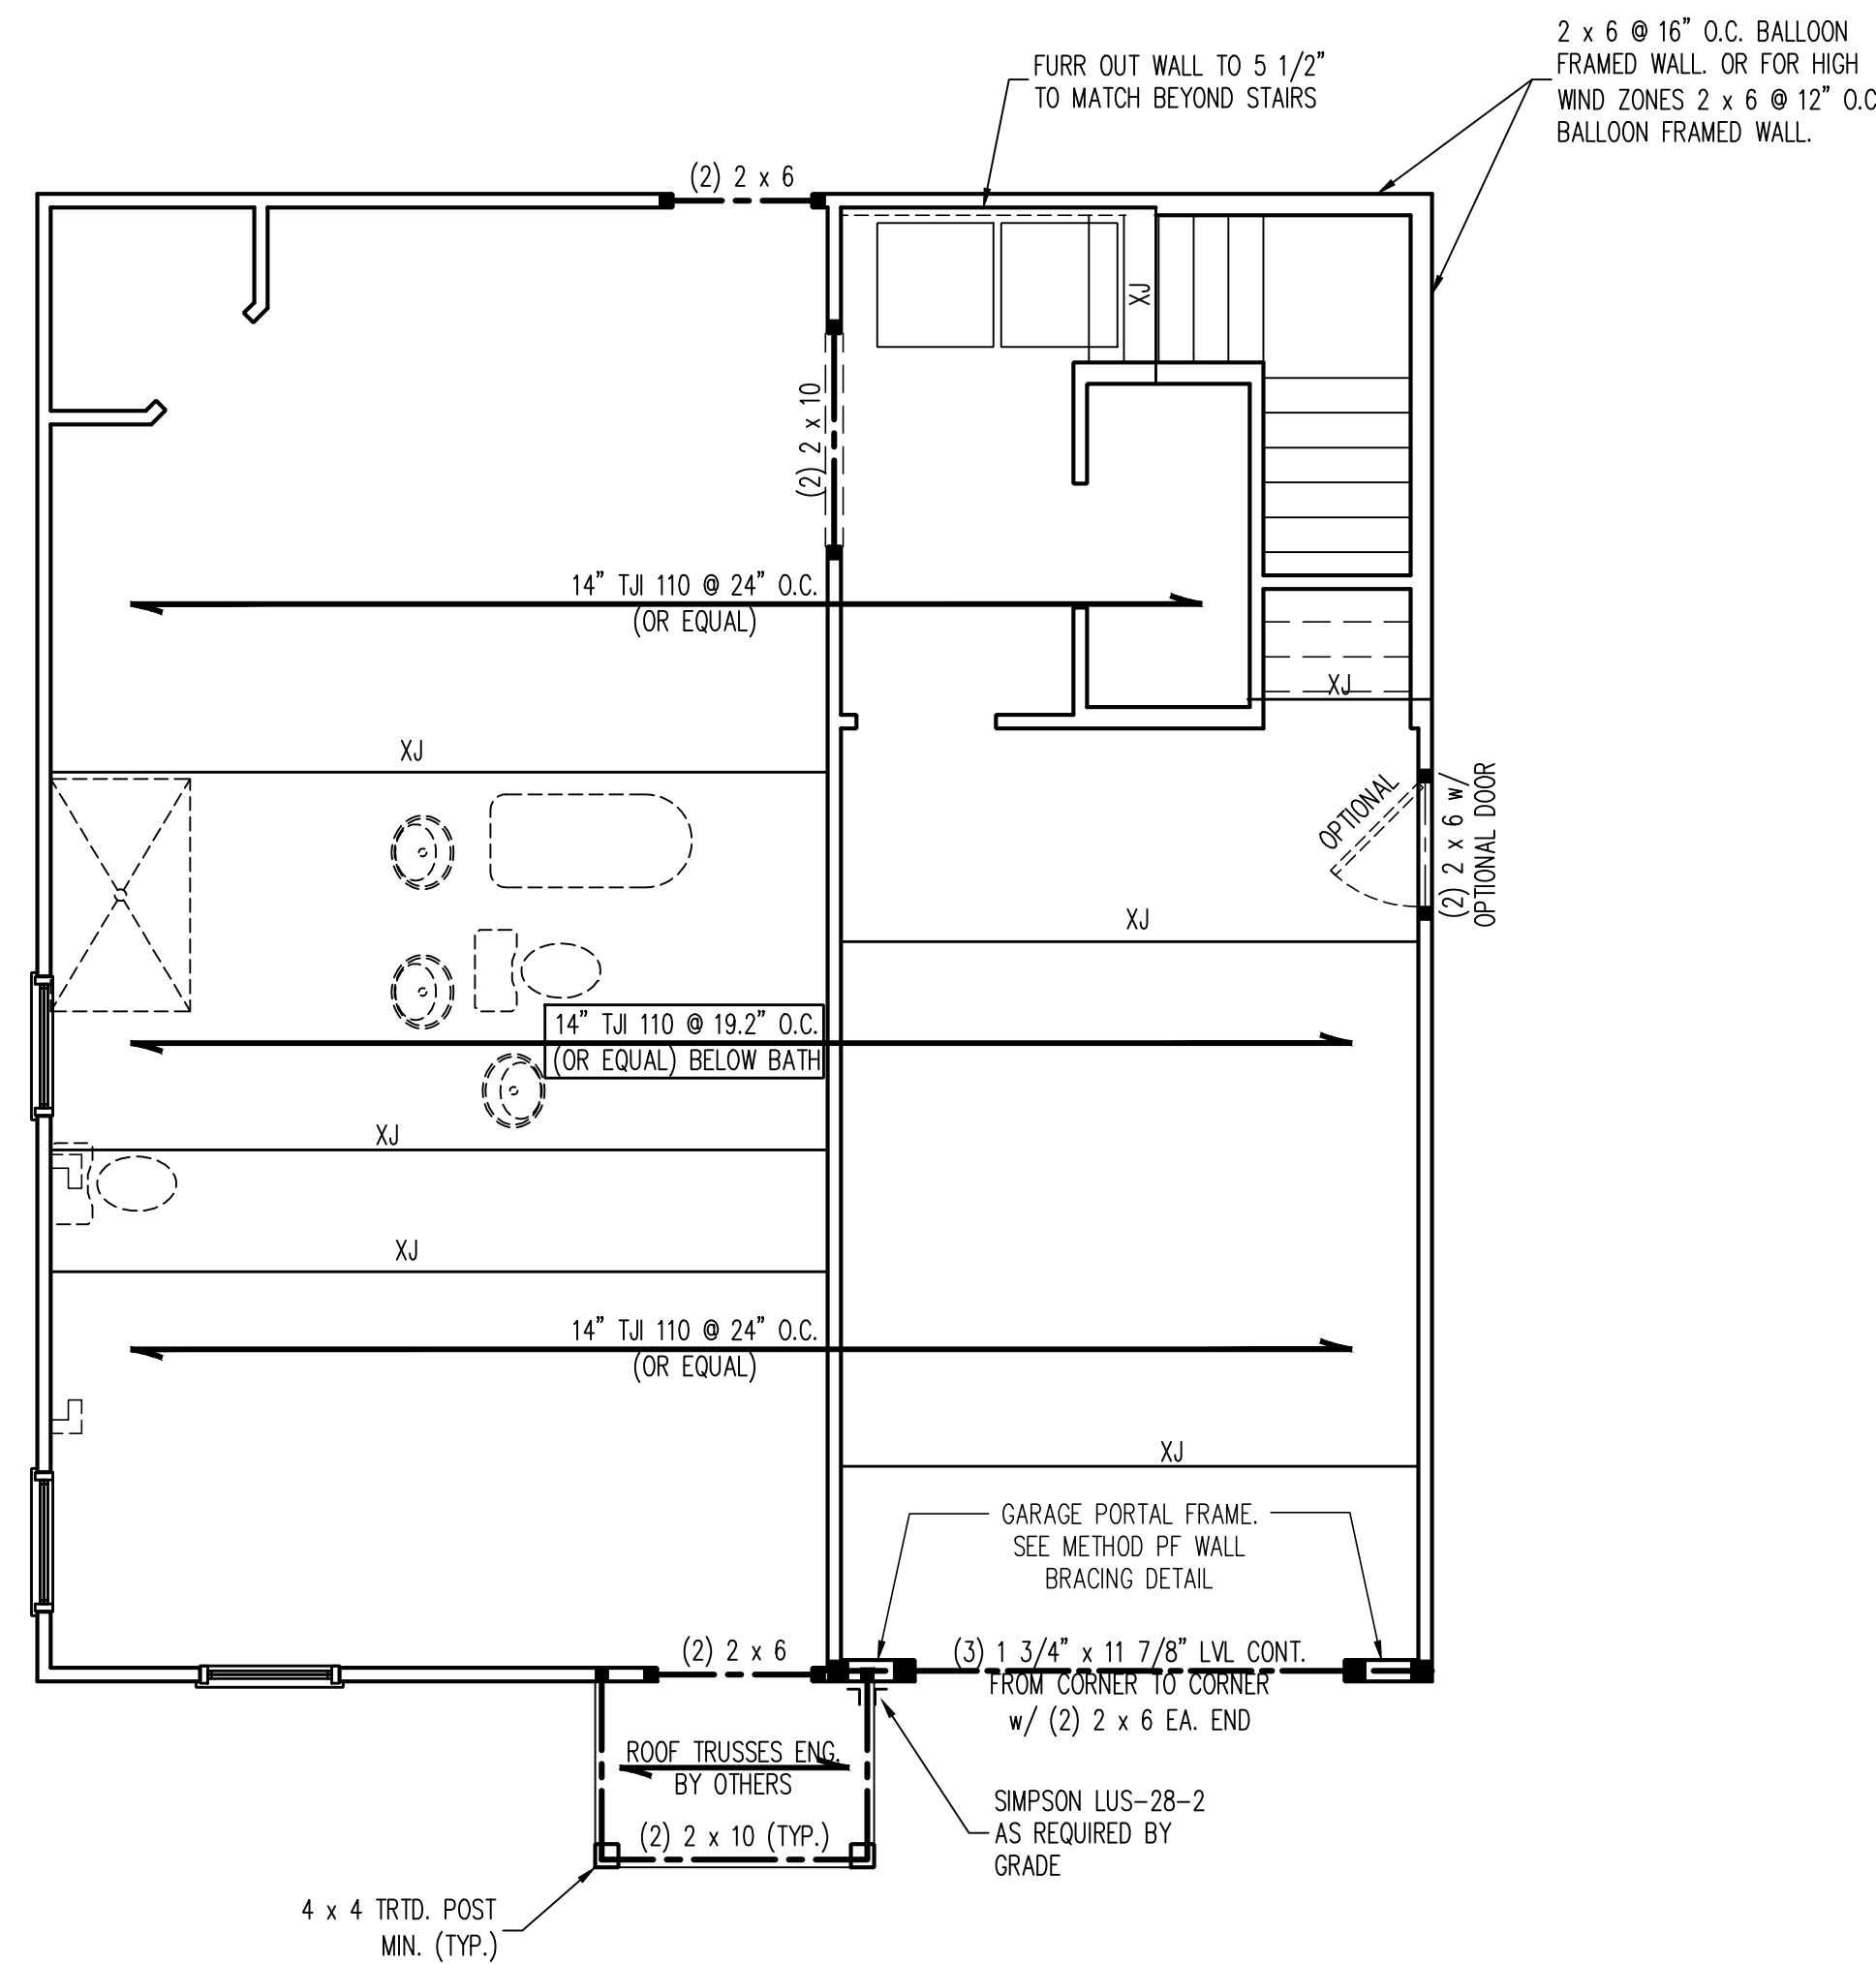 2 x 6 @ 16" O.C. BALLOON
FRAMED WALL. OR FOR HIGH
WIND ZONES 2 x 6 @ 12" O.C
BALLOON FRAMED WALL.
FURR OUT WALL TO 5 1/2"
TO MATCH BEYOND STAIRS
(2) 2 x 6
XJ
(2) 2 x 10
14" TJI 110 @ 24" O.C.
(OR EQUAL)
XJ
XJ
OPTIONAL
(2) 2 x 6 w/
OPTIONAL DOOR
XJ
14" TJI 110 @ 19.2" O.C.
(OR EQUAL) BELOW BATH
XJ
XJ
14" TJI 110 @ 24" O.C.
(OR EQUAL)
XJ
GARAGE PORTAL FRAME.
SEE METHOD PF WALL
BRACING DETAIL
(2) 2 x 6
(3) 1 3/4" x 11 7/8" LVL CONT.
FROM CORNER TO CORNER
w/ (2) 2 x 6 EA. END
ROOF TRUSSES ENG.
BY OTHERS
(2) 2 x 10 (TYP.)
SIMPSON LUS-28-2
AS REQUIRED BY
GRADE
4 x 4 TRTD. POST
MIN. (TYP.)